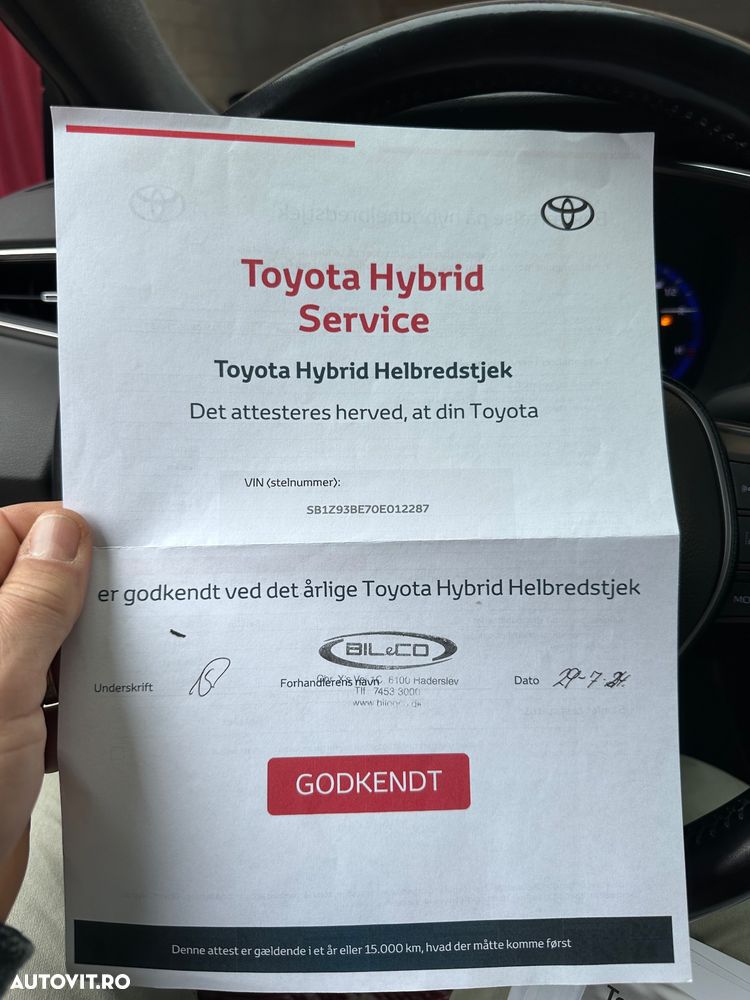 Toyota Hybrid
Service
Toyota Hybrid Helbredstjek
Det attesteres herved, at din Toyota
VIN (stelnummer):
SB1Z93BE70E012287
er godkendt ved det årlige Toyota Hybrid Helbredstjek
BILeCO
6100 Haderslev
Tlf. 7453 3000
Underskrift
Forhandlerens navn
Dato 29-7-24
GODKENDT
Denne attest er gældende i et år eller 15.000 km, hvad der måtte komme først
AUTOVIT.RO